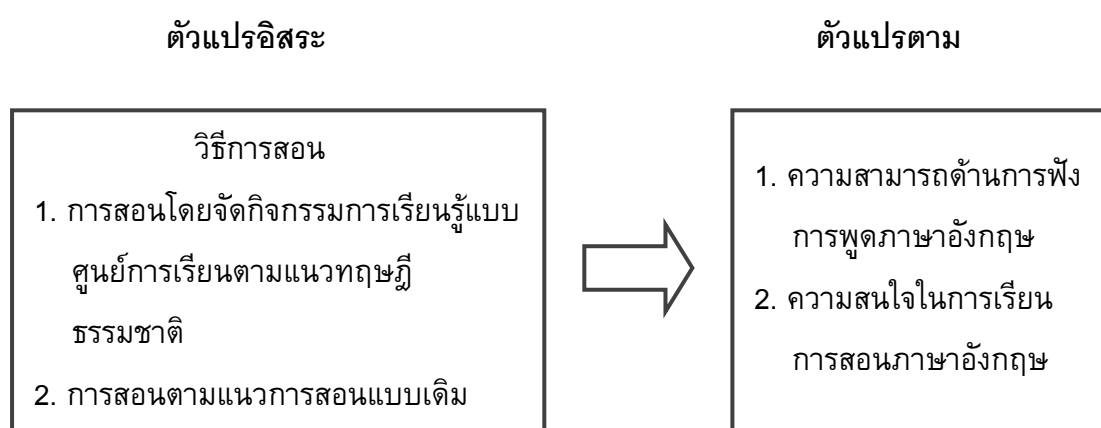 ตัวแปรอิสระ
ตัวแปรตาม
วิธีการสอน
1. การสอนโดยจัดกิจกรรมการเรียนรู้แบบ
ศูนย์การเรียนตามแนวทฤษฎี
ธรรมชาติ
2. การสอนตามแนวการสอนแบบเดิม
1. ความสามารถด้านการฟัง
การพูดภาษาอังกฤษ
2. ความสนใจในการเรียน
การสอนภาษาอังกฤษ